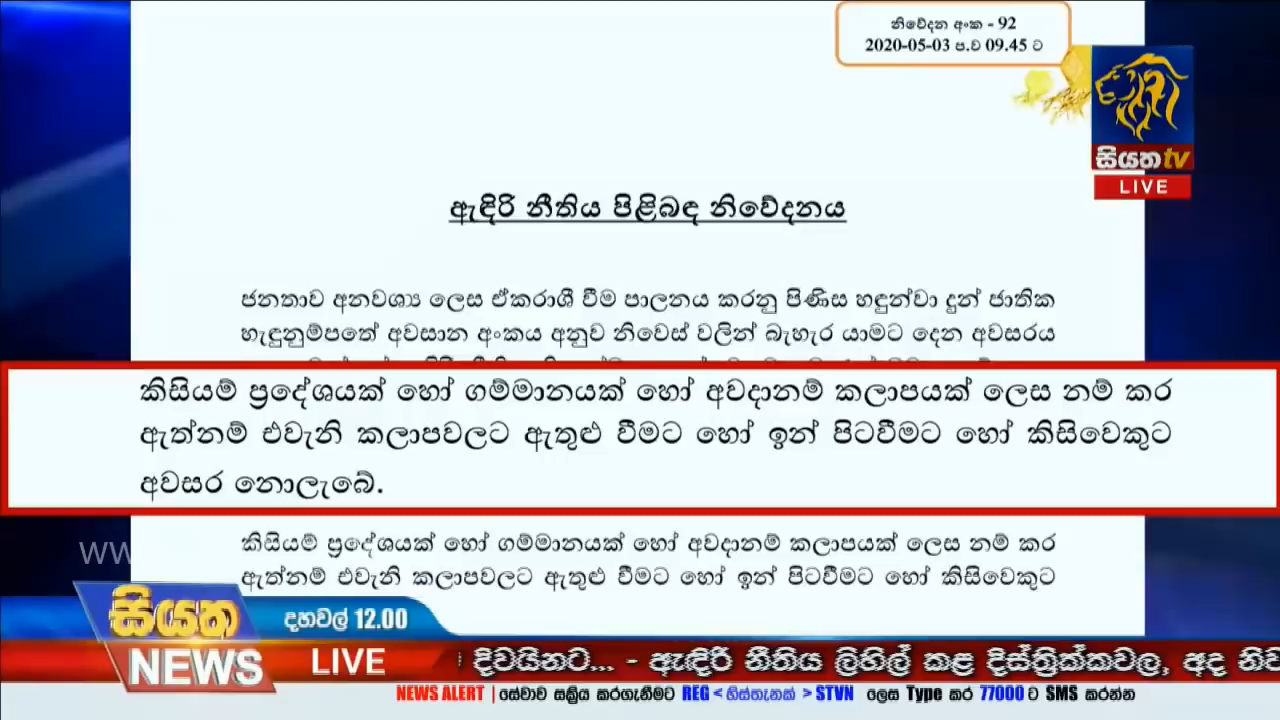 නිවේදන අංක - 92
2020-05-03 ප.ව 09.45 ට
සියත tv
LIVE
ඇඳිරි නීතිය පිළිබඳ නිවේදනය
ජනතාව අනවශ්‍ය ලෙස ඒකරාශී වීම පාලනය කරනු පිණිස හඳුන්වා දුන් ජාතික
හැඳුනුම්පතේ අවසාන අංකය අනුව නිවෙස් වලින් බැහැර යාමට දෙන අවසරය
කිසියම් ප්‍රදේශයක් හෝ ගම්මානයක් හෝ අවදානම් කලාපයක් ලෙස නම් කර
ඇත්නම් එවැනි කලාපවලට ඇතුළු වීමට හෝ ඉන් පිටවීමට හෝ කිසිවෙකුට
අවසර නොලැබේ.
කිසියම් ප්‍රදේශයක් හෝ ගම්මානයක් හෝ අවදානම් කලාපයක් ලෙස නම් කර
ඇත්නම් එවැනි කලාපවලට ඇතුළු වීමට හෝ ඉන් පිටවීමට හෝ කිසිවෙකුට
සියත
NEWS
දහවල් 12.00
LIVE
දිවයිනට... - ඇඳිරි නීතිය ලිහිල් කළ දිස්ත්‍රික්කවල, අද නිව
NEWS ALERT | සේවාව සක්‍රිය කරගැනීමට REG < හිස්තැනක් > STVN ලෙස Type කර 77000 ට SMS කරන්න